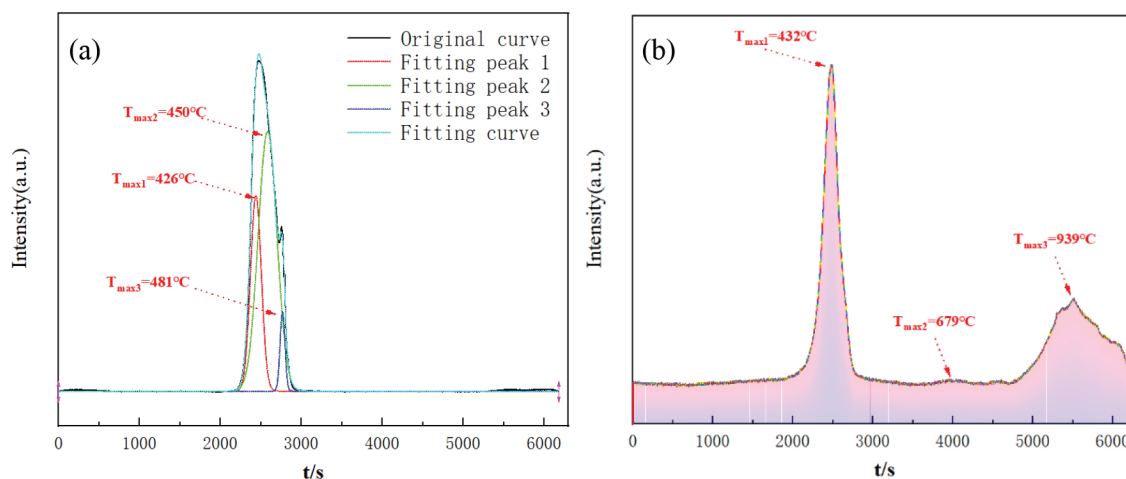 (a)
Original curve
Fitting peak 1
Fitting peak 2
Fitting peak 3
Fitting curve
Tmax2=450°C
Tmax1=426°C
Tmax3=481°C
Intensity(a.u.)
0 1000 2000 3000 4000 5000 6000
t/s
(b)
Tmax1=432°C
Tmax3=939°C
Tmax2=679°C
Intensity(a.u.)
0 1000 2000 3000 4000 5000 6000
t/s